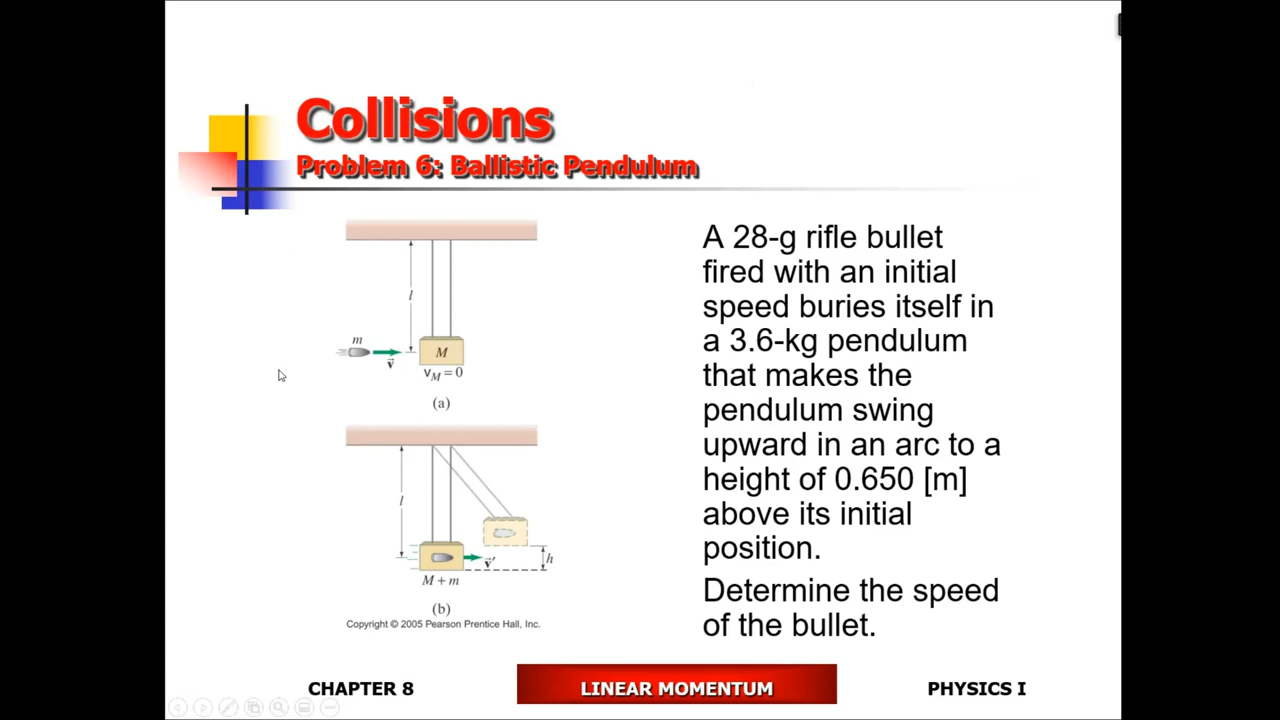 Collisions
Problem 6: Ballistic Pendulum
l
m
v
M
vM = 0
(a)
l
h
v′
M + m
(b)
Copyright © 2005 Pearson Prentice Hall, Inc.
A 28-g rifle bullet
fired with an initial
speed buries itself in
a 3.6-kg pendulum
that makes the
pendulum swing
upward in an arc to a
height of 0.650 [m]
above its initial
position.
Determine the speed
of the bullet.
CHAPTER 8
LINEAR MOMENTUM
PHYSICS I